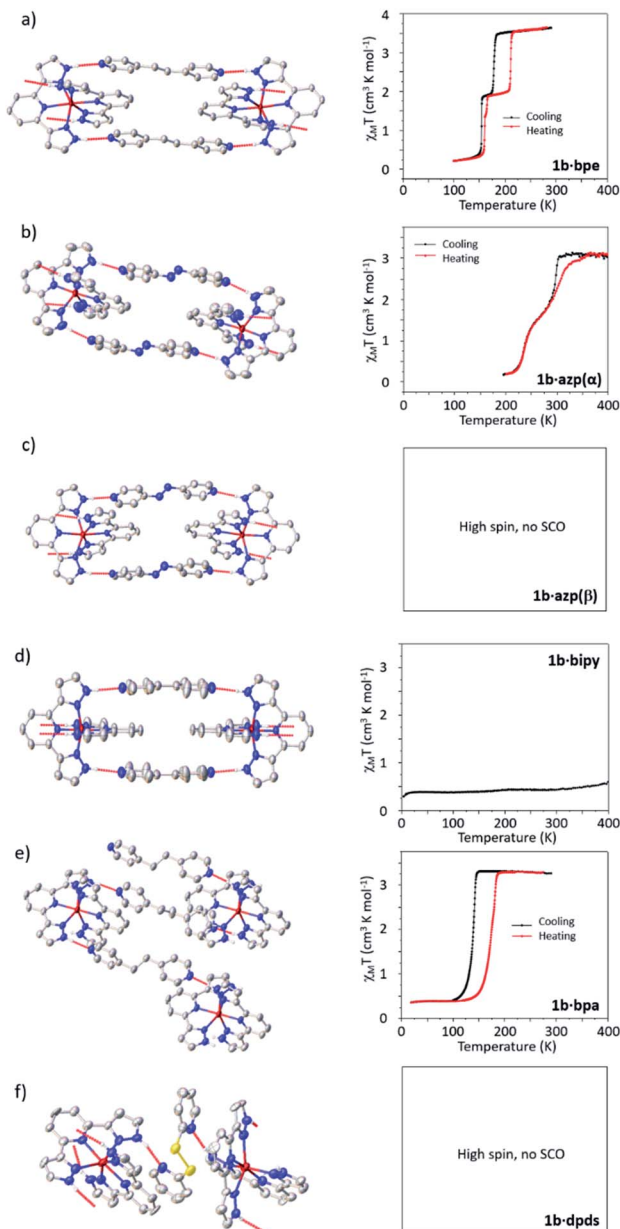 a)
χMT (cm³ K mol⁻¹)
4
3
2
1
0
Cooling
Heating
1b·bpe
0 100 200 300 400
Temperature (K)
b)
χMT (cm³ K mol⁻¹)
3
2
1
0
Cooling
Heating
1b·azp(α)
0 100 200 300 400
Temperature (K)
c)
High spin, no SCO
1b·azp(β)
d)
χMT (cm³ K mol⁻¹)
3
2
1
0
1b·bipy
0 100 200 300 400
Temperature (K)
e)
χMT (cm³ K mol⁻¹)
3
2
1
0
Cooling
Heating
1b·bpa
0 100 200 300 400
Temperature (K)
f)
High spin, no SCO
1b·dpds